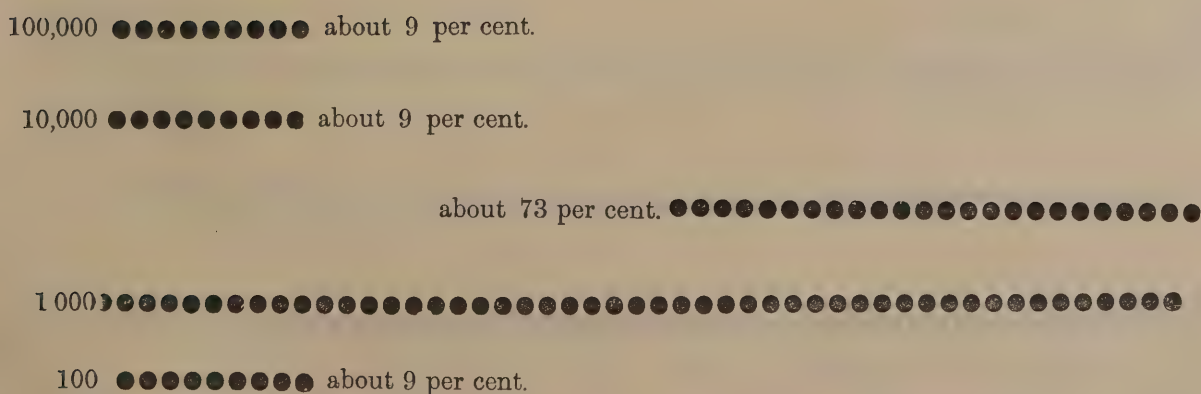 100,000 ●●●●●●●●● about 9 per cent.
10,000 ●●●●●●●●● about 9 per cent.
about 73 per cent. ●●●●●●●●●●●●●●●●●●●●●●●●
1 000 ●●●●●●●●●●●●●●●●●●●●●●●●●●●●●●●●●●●●●●●●●●●●●●●●●
100 ●●●●●●●●● about 9 per cent.